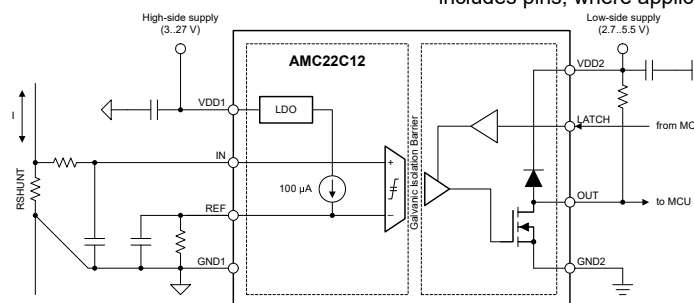 includes pins, where applic
High-side supply
(3..27 V)
Low-side supply
(2.7..5.5 V)
AMC22C12
VDD1
LDO
VDD2
LATCH
from MC
I
IN
+
100 µA
Galvanic Isolation Barrier
RSHUNT
REF
−
OUT
to MCU
GND1
GND2